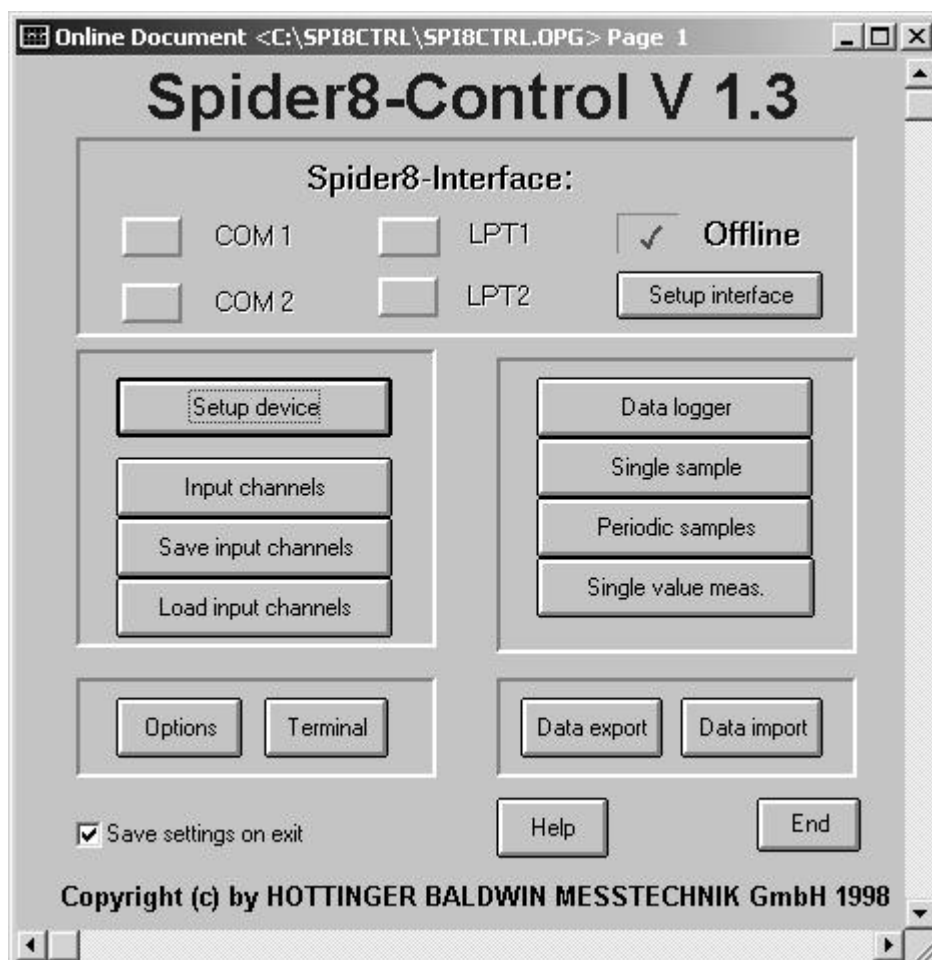 Online Document <C:\SPI8CTRL\SPI8CTRL.OPG> Page 1
Spider8-Control V 1.3
Spider8-Interface:
COM 1
LPT1
Offline
COM 2
LPT2
Setup interface
Setup device
Input channels
Save input channels
Load input channels
Data logger
Single sample
Periodic samples
Single value meas.
Options
Terminal
Data export
Data import
Save settings on exit
Help
End
Copyright (c) by HOTTINGER BALDWIN MESSTECHNIK GmbH 1998